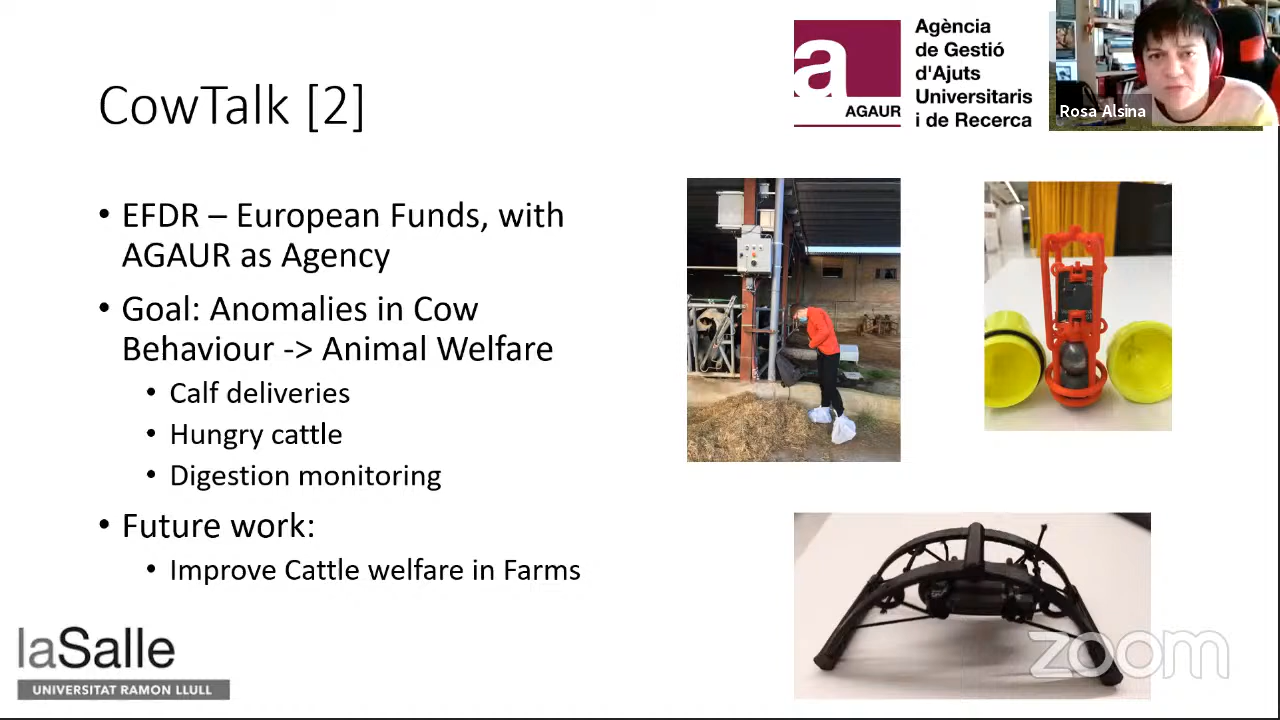 CowTalk [2]
a
AGAUR
Agència
de Gestió
d'Ajuts
Universitaris
i de Recerca
Rosa Alsina
• EFDR – European Funds, with
AGAUR as Agency
• Goal: Anomalies in Cow
Behaviour -> Animal Welfare
• Calf deliveries
• Hungry cattle
• Digestion monitoring
• Future work:
• Improve Cattle welfare in Farms
laSalle
UNIVERSITAT RAMON LLULL
zoom